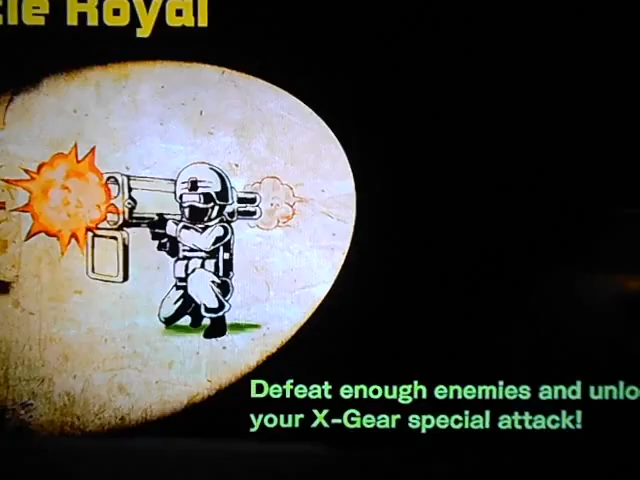 tle Royal
Defeat enough enemies and unlo
your X-Gear special attack!